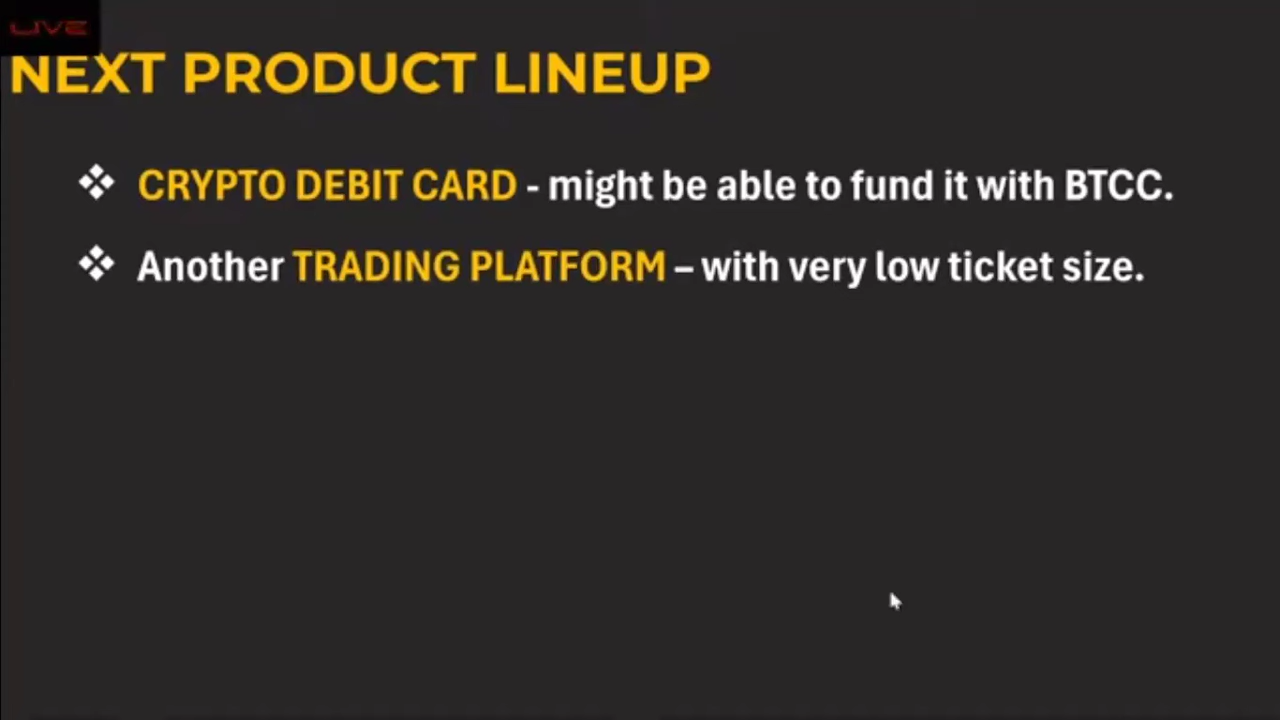 LIVE
NEXT PRODUCT LINEUP
❖ CRYPTO DEBIT CARD - might be able to fund it with BTCC.
❖ Another TRADING PLATFORM – with very low ticket size.